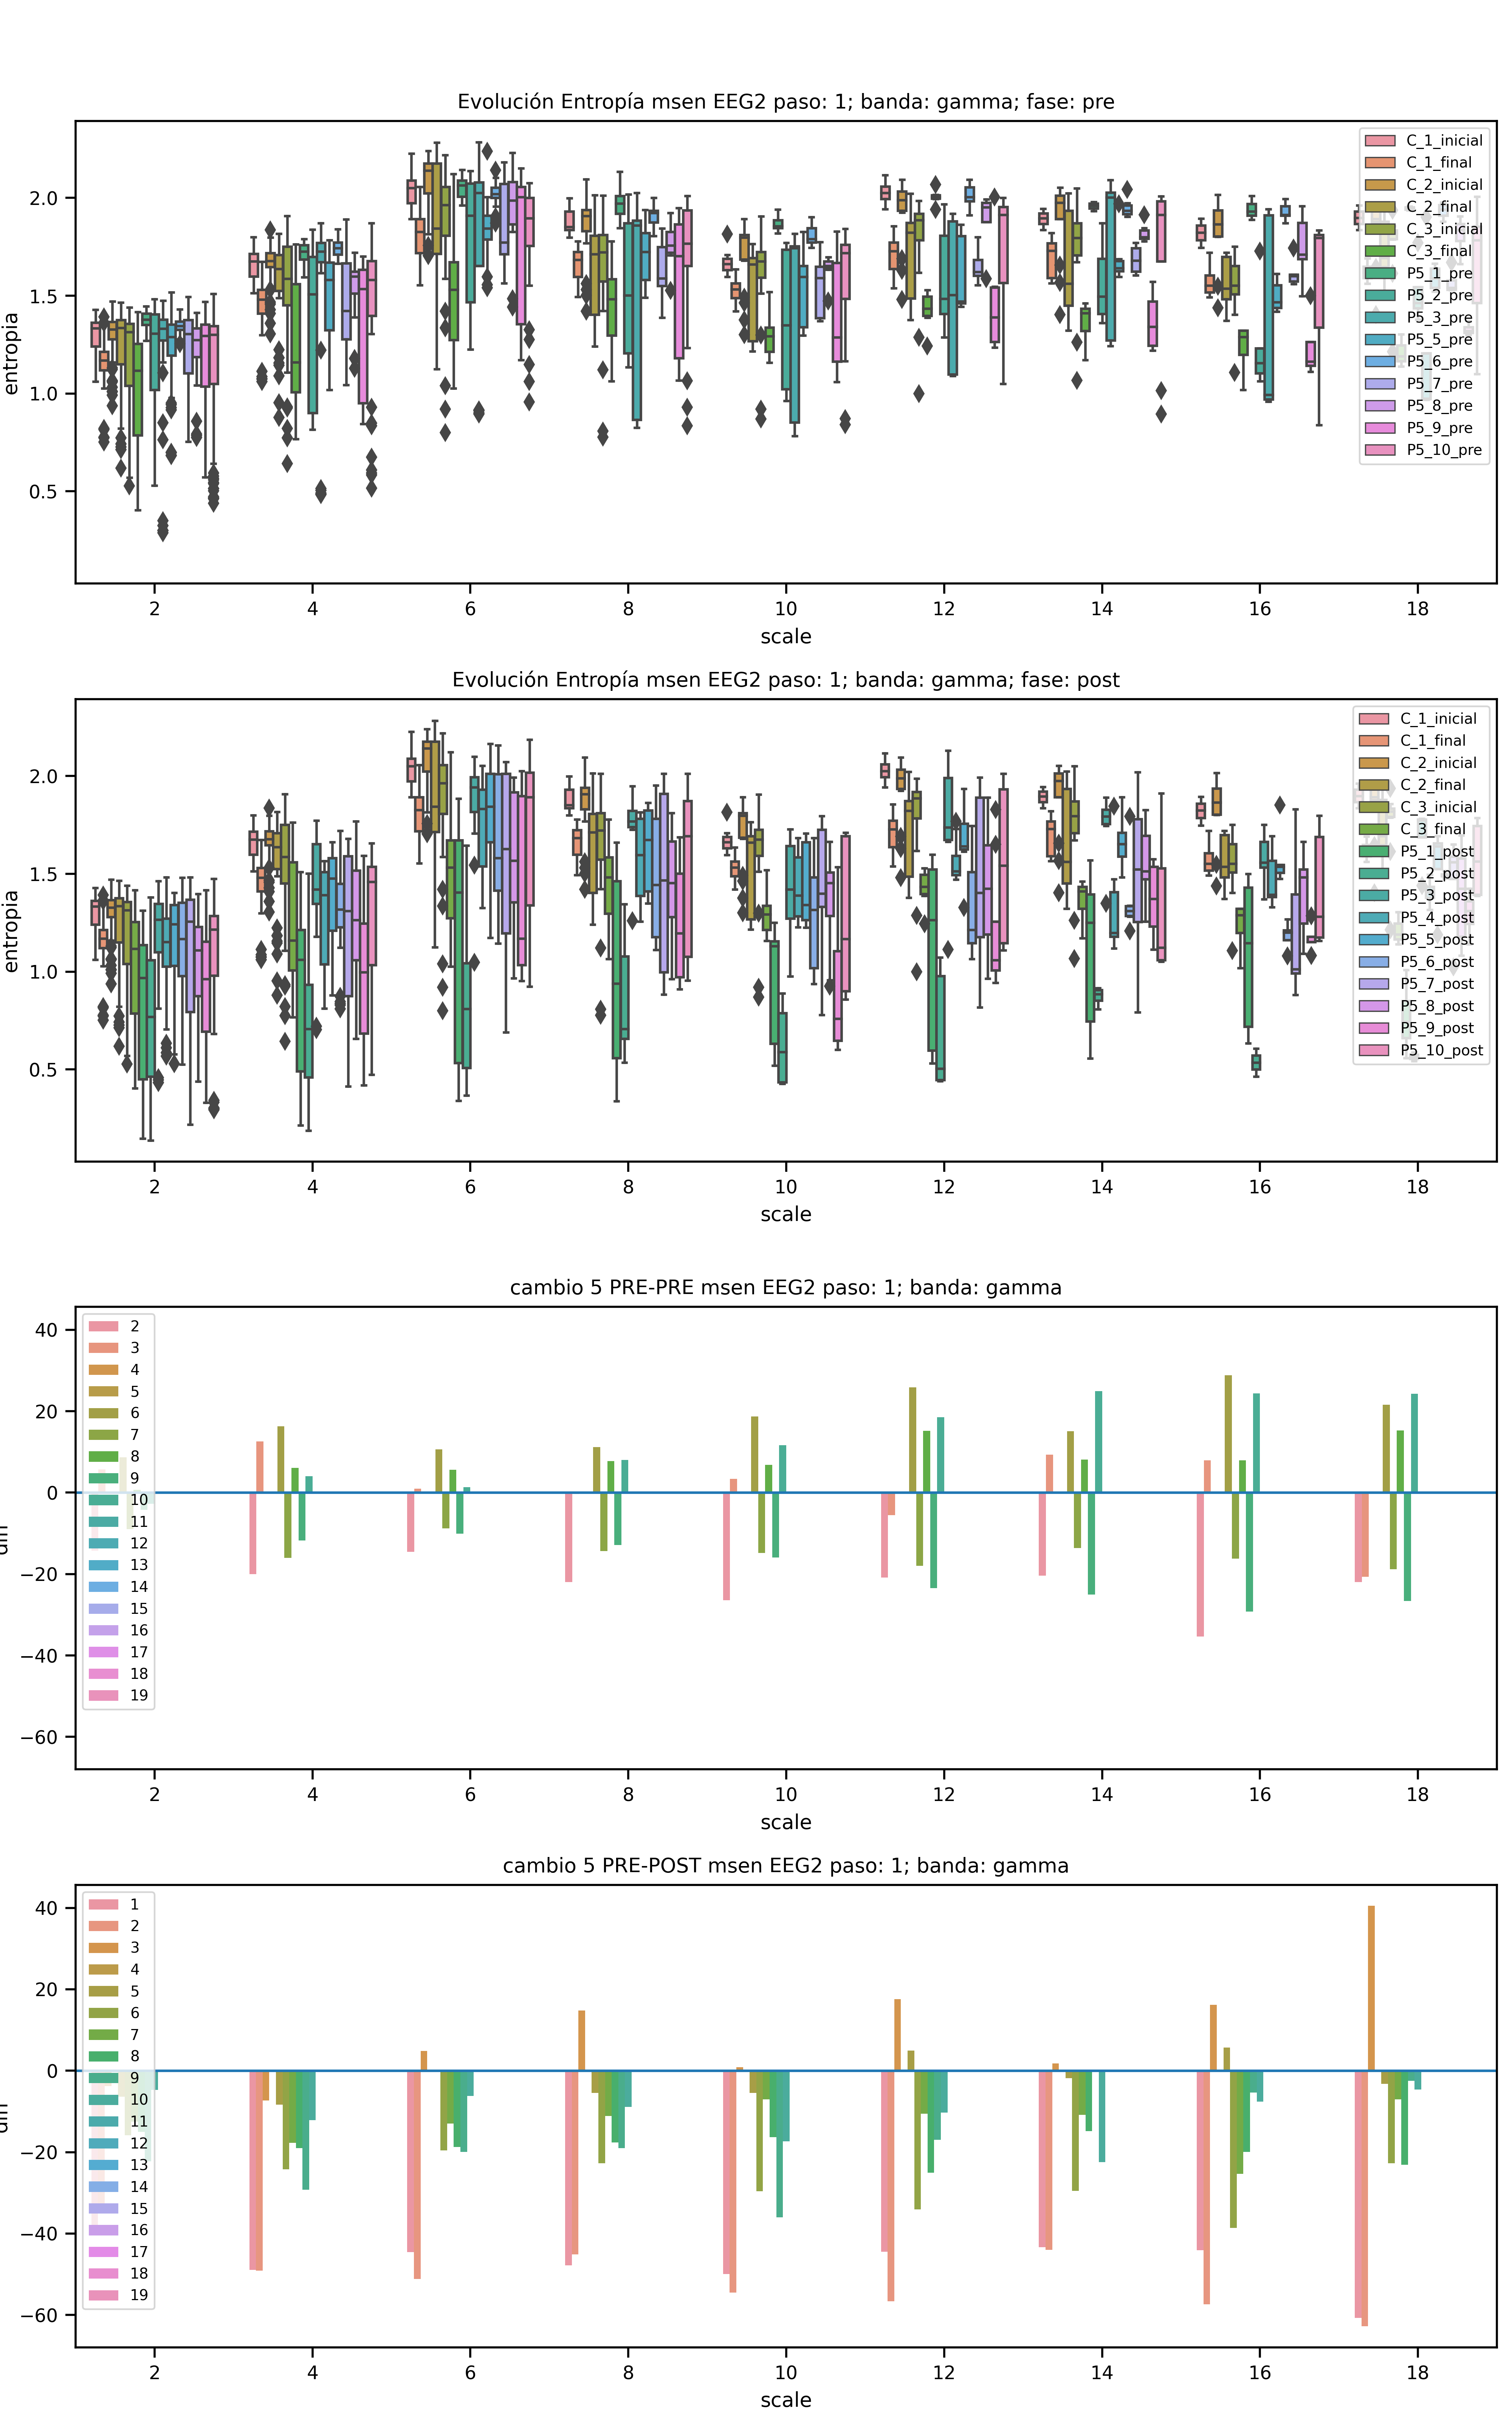 Evolución Entropía msen EEG2 paso: 1; banda: gamma; fase: pre
entropia
2.0
1.5
1.0
0.5
C_1_inicial
C_1_final
C_2_inicial
C_2_final
C_3_inicial
C_3_final
P5_1_pre
P5_2_pre
P5_3_pre
P5_5_pre
P5_6_pre
P5_7_pre
P5_8_pre
P5_9_pre
P5_10_pre
2 4 6 8 10 12 14 16 18
scale
Evolución Entropía msen EEG2 paso: 1; banda: gamma; fase: post
entropia
2.0
1.5
1.0
0.5
C_1_inicial
C_1_final
C_2_inicial
C_2_final
C_3_inicial
C_3_final
P5_1_post
P5_2_post
P5_3_post
P5_4_post
P5_5_post
P5_6_post
P5_7_post
P5_8_post
P5_9_post
P5_10_post
2 4 6 8 10 12 14 16 18
scale
cambio 5 PRE-PRE msen EEG2 paso: 1; banda: gamma
40
20
0
−20
−40
−60
2
3
4
5
6
7
8
9
10
11
12
13
14
15
16
17
18
19
2 4 6 8 10 12 14 16 18
scale
cambio 5 PRE-POST msen EEG2 paso: 1; banda: gamma
40
20
0
−20
−40
−60
1
2
3
4
5
6
7
8
9
10
11
12
13
14
15
16
17
18
19
2 4 6 8 10 12 14 16 18
scale